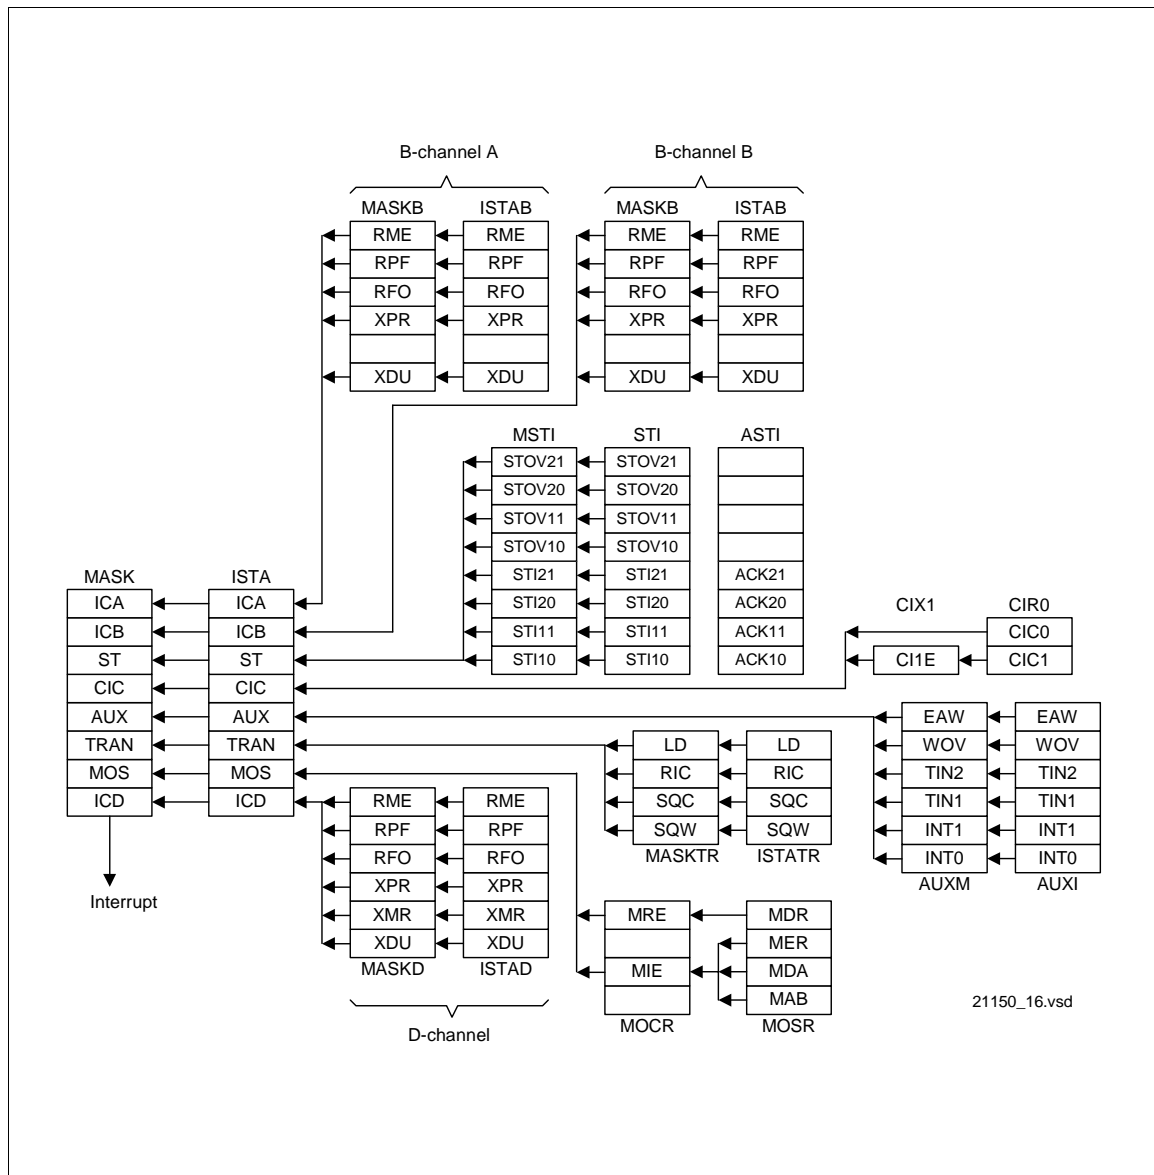 B-channel A B-channel B
MASKB ISTAB MASKB ISTAB
RME RME RME RME
RPF RPF RPF RPF
RFO RFO RFO RFO
XPR XPR XPR XPR
XDU XDU XDU XDU
MSTI STI ASTI
STOV21 STOV21
STOV20 STOV20
STOV11 STOV11
STOV10 STOV10
MASK ISTA STI21 STI21 ACK21
ICA ICA STI20 STI20 ACK20 CIX1 CIR0
ICB ICB STI11 STI11 ACK11 CIC0
ST ST STI10 STI10 ACK10 CI1E CIC1
CIC CIC
AUX AUX EAW EAW
TRAN TRAN LD LD WOV WOV
MOS MOS RIC RIC TIN2 TIN2
ICD ICD RME RME SQC SQC TIN1 TIN1
RPF RPF SQW SQW INT1 INT1
RFO RFO MASKTR ISTATR INT0 INT0
XPR XPR AUXM AUXI
Interrupt
XMR XMR MRE MDR
XDU XDU MER
MASKD ISTAD MIE MDA
MAB 21150_16.vsd
MOCR MOSR
D-channel